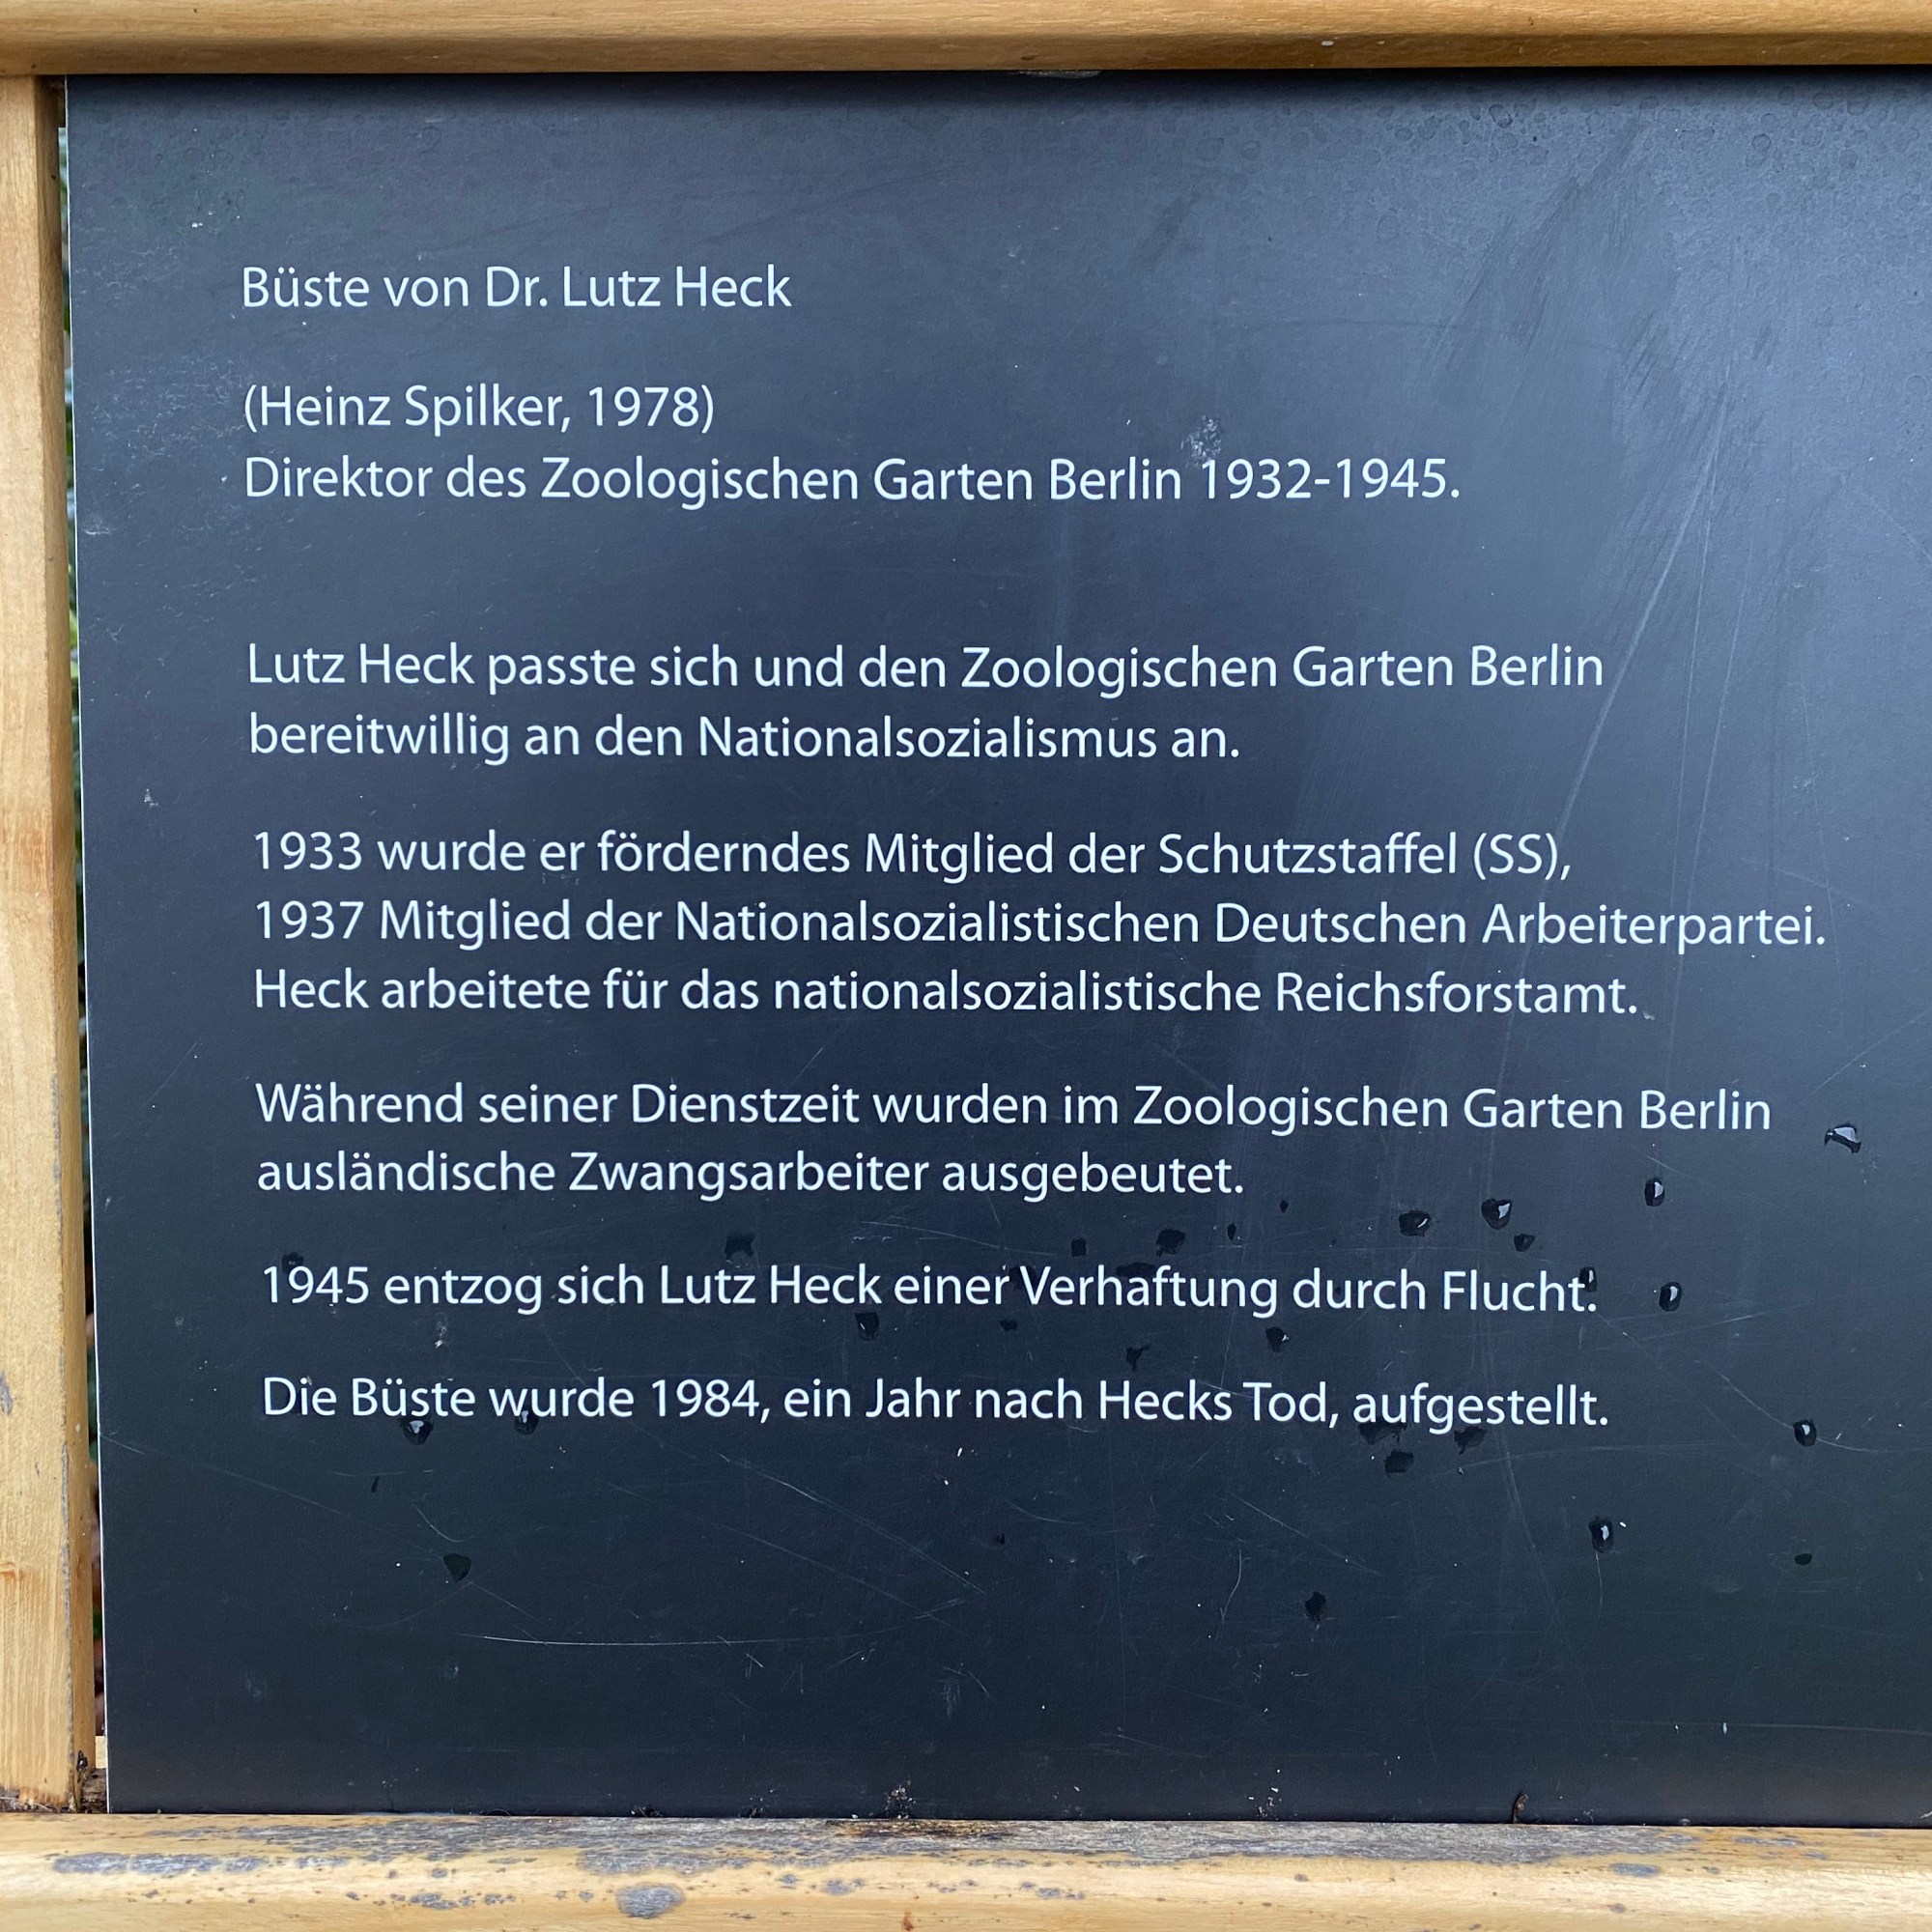 Büste von Dr. Lutz Heck
(Heinz Spilker, 1978)
Direktor des Zoologischen Garten Berlin 1932-1945.
Lutz Heck passte sich und den Zoologischen Garten Berlin
bereitwillig an den Nationalsozialismus an.
1933 wurde er förderndes Mitglied der Schutzstaffel (SS),
1937 Mitglied der Nationalsozialistischen Deutschen Arbeiterpartei.
Heck arbeitete für das nationalsozialistische Reichsforstamt.
Während seiner Dienstzeit wurden im Zoologischen Garten Berlin
ausländische Zwangsarbeiter ausgebeutet.
1945 entzog sich Lutz Heck einer Verhaftung durch Flucht.
Die Büste wurde 1984, ein Jahr nach Hecks Tod, aufgestellt.